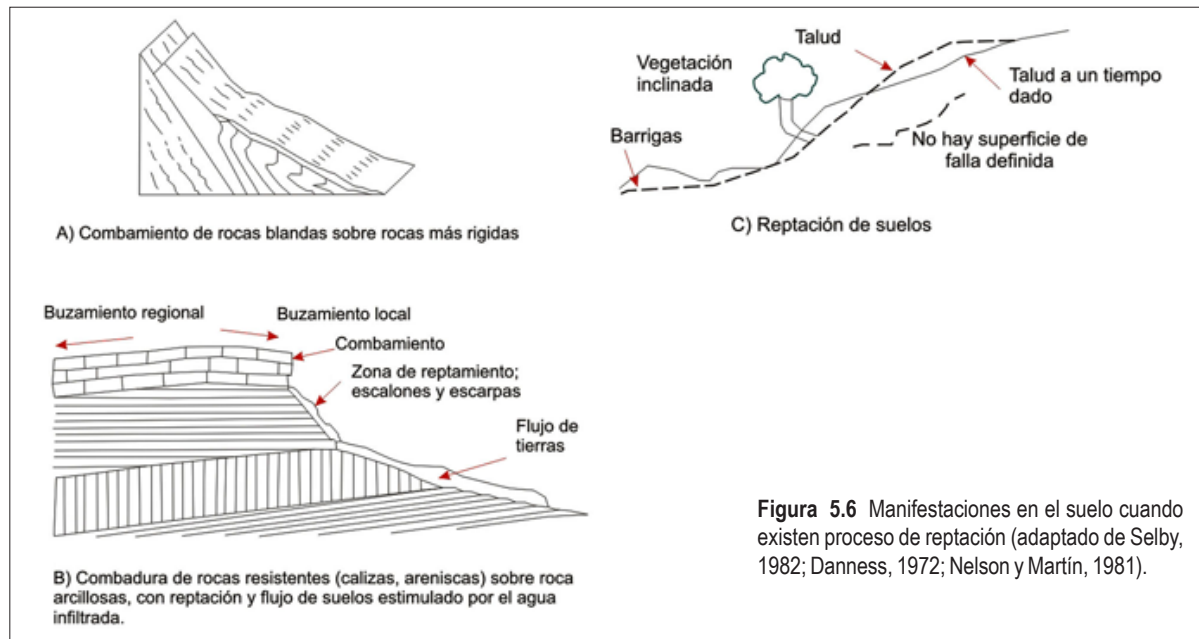 A) Combamiento de rocas blandas sobre rocas más rigidas
Vegetación
inclinada
Talud
Talud a un tiempo
dado
Barrigas
No hay superficie de
falla definida
C) Reptación de suelos
Buzamiento regional
Buzamiento local
Combamiento
Zona de reptamiento;
escalones y escarpas
Flujo de
tierras
B) Combadura de rocas resistentes (calizas, areniscas) sobre roca
arcillosas, con reptación y flujo de suelos estimulado por el agua
infiltrada.
Figura 5.6 Manifestaciones en el suelo cuando
existen proceso de reptación (adaptado de Selby,
1982; Danness, 1972; Nelson y Martín, 1981).